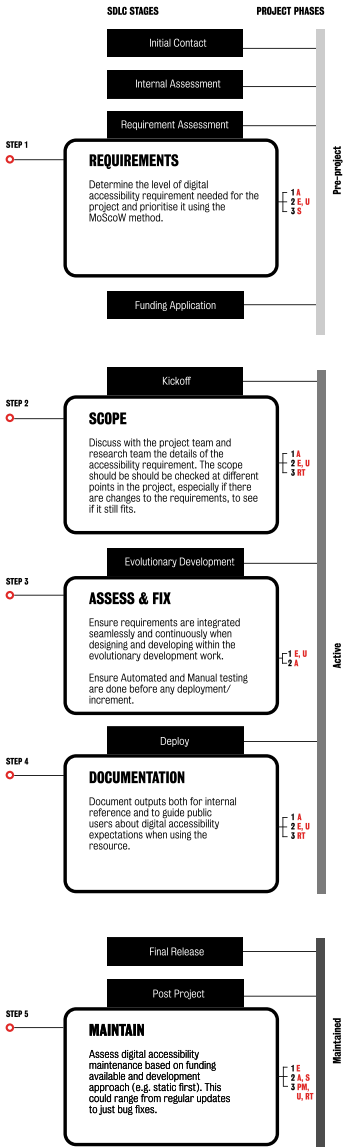 SDLC STAGES PROJECT PHASES
Initial Contact
Internal Assessment
Requirement Assessment
STEP 1
REQUIREMENTS
Determine the level of digital
accessibility requirement needed for the
project and prioritise it using the
MoScoW method.
1 A
2 E, U
3 S
Pre-project
Funding Application
Kickoff
STEP 2
SCOPE
Discuss with the project team and
research team the details of the
accessibility requirement. The scope
should be should be checked at different
points in the project, especially if there
are changes to the requirements, to see
if it still fits.
1 A
2 E, U
3 RT
Evolutionary Development
STEP 3
ASSESS & FIX
Ensure requirements are integrated
seamlessly and continuously when
designing and developing within the
evolutionary development work.
Ensure Automated and Manual testing
are done before any deployment/
increment.
1 E, U
2 A
Active
Deploy
STEP 4
DOCUMENTATION
Document outputs both for internal
reference and to guide public
users about digital accessibility
expectations when using the
resource.
1 A
2 E, U
3 RT
Final Release
Post Project
STEP 5
MAINTAIN
Assess digital accessibility
maintenance based on funding
available and development
approach (e.g. static first). This
could range from regular updates
to just bug fixes.
1 E
2 A, S
3 PM,
U, RT
Maintained